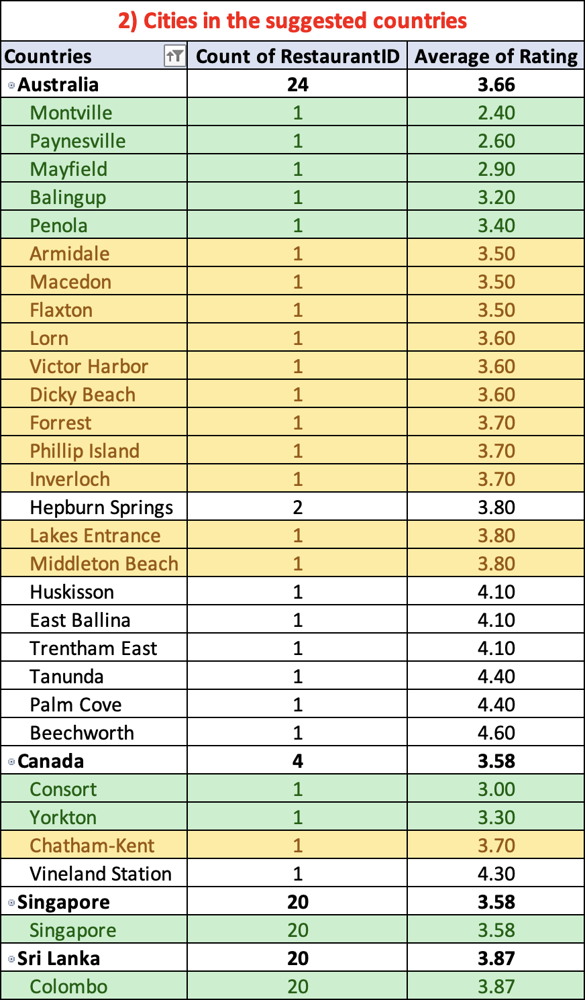 2) Cities in the suggested countries
Countries Count of RestaurantID Average of Rating
Australia 24 3.66
Montville 1 2.40
Paynesville 1 2.60
Mayfield 1 2.90
Balingup 1 3.20
Penola 1 3.40
Armidale 1 3.50
Macedon 1 3.50
Flaxton 1 3.50
Lorn 1 3.60
Victor Harbor 1 3.60
Dicky Beach 1 3.60
Forrest 1 3.70
Phillip Island 1 3.70
Inverloch 1 3.70
Hepburn Springs 2 3.80
Lakes Entrance 1 3.80
Middleton Beach 1 3.80
Huskisson 1 4.10
East Ballina 1 4.10
Trentham East 1 4.10
Tanunda 1 4.40
Palm Cove 1 4.40
Beechworth 1 4.60
Canada 4 3.58
Consort 1 3.00
Yorkton 1 3.30
Chatham-Kent 1 3.70
Vineland Station 1 4.30
Singapore 20 3.58
Singapore 20 3.58
Sri Lanka 20 3.87
Colombo 20 3.87